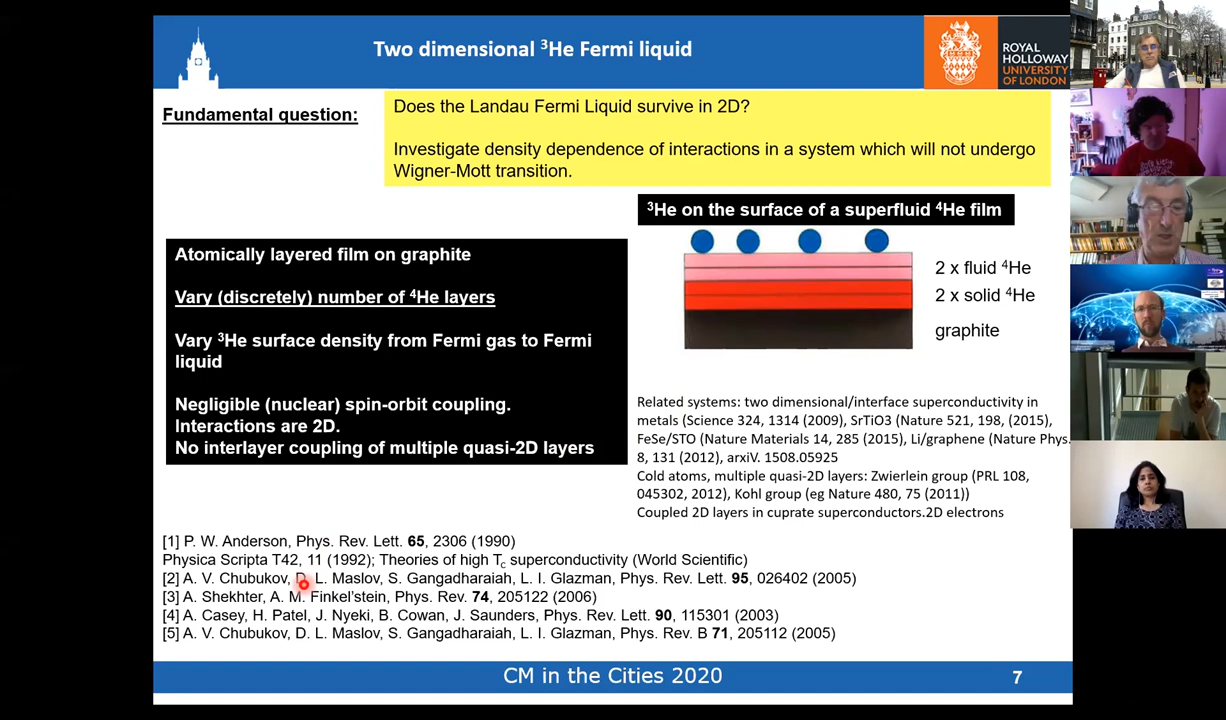 Two dimensional ³He Fermi liquid
ROYAL
HOLLOWAY
UNIVERSITY
OF LONDON
Fundamental question:
Does the Landau Fermi Liquid survive in 2D?
Investigate density dependence of interactions in a system which will not undergo
Wigner-Mott transition.
³He on the surface of a superfluid ⁴He film
Atomically layered film on graphite
Vary (discretely) number of ⁴He layers
Vary ³He surface density from Fermi gas to Fermi
liquid
Negligible (nuclear) spin-orbit coupling.
Interactions are 2D.
No interlayer coupling of multiple quasi-2D layers
2 x fluid ⁴He
2 x solid ⁴He
graphite
Related systems: two dimensional/interface superconductivity in
metals (Science 324, 1314 (2009), SrTiO3 (Nature 521, 198, (2015),
FeSe/STO (Nature Materials 14, 285 (2015), Li/graphene (Nature Phys.
8, 131 (2012), arxiV. 1508.05925
Cold atoms, multiple quasi-2D layers: Zwierlein group (PRL 108,
045302, 2012), Kohl group (eg Nature 480, 75 (2011))
Coupled 2D layers in cuprate superconductors.2D electrons
[1] P. W. Anderson, Phys. Rev. Lett. 65, 2306 (1990)
Physica Scripta T42, 11 (1992); Theories of high Tc superconductivity (World Scientific)
[2] A. V. Chubukov, D. L. Maslov, S. Gangadharaiah, L. I. Glazman, Phys. Rev. Lett. 95, 026402 (2005)
[3] A. Shekhter, A. M. Finkel'stein, Phys. Rev. 74, 205122 (2006)
[4] A. Casey, H. Patel, J. Nyeki, B. Cowan, J. Saunders, Phys. Rev. Lett. 90, 115301 (2003)
[5] A. V. Chubukov, D. L. Maslov, S. Gangadharaiah, L. I. Glazman, Phys. Rev. B 71, 205112 (2005)
CM in the Cities 2020
7